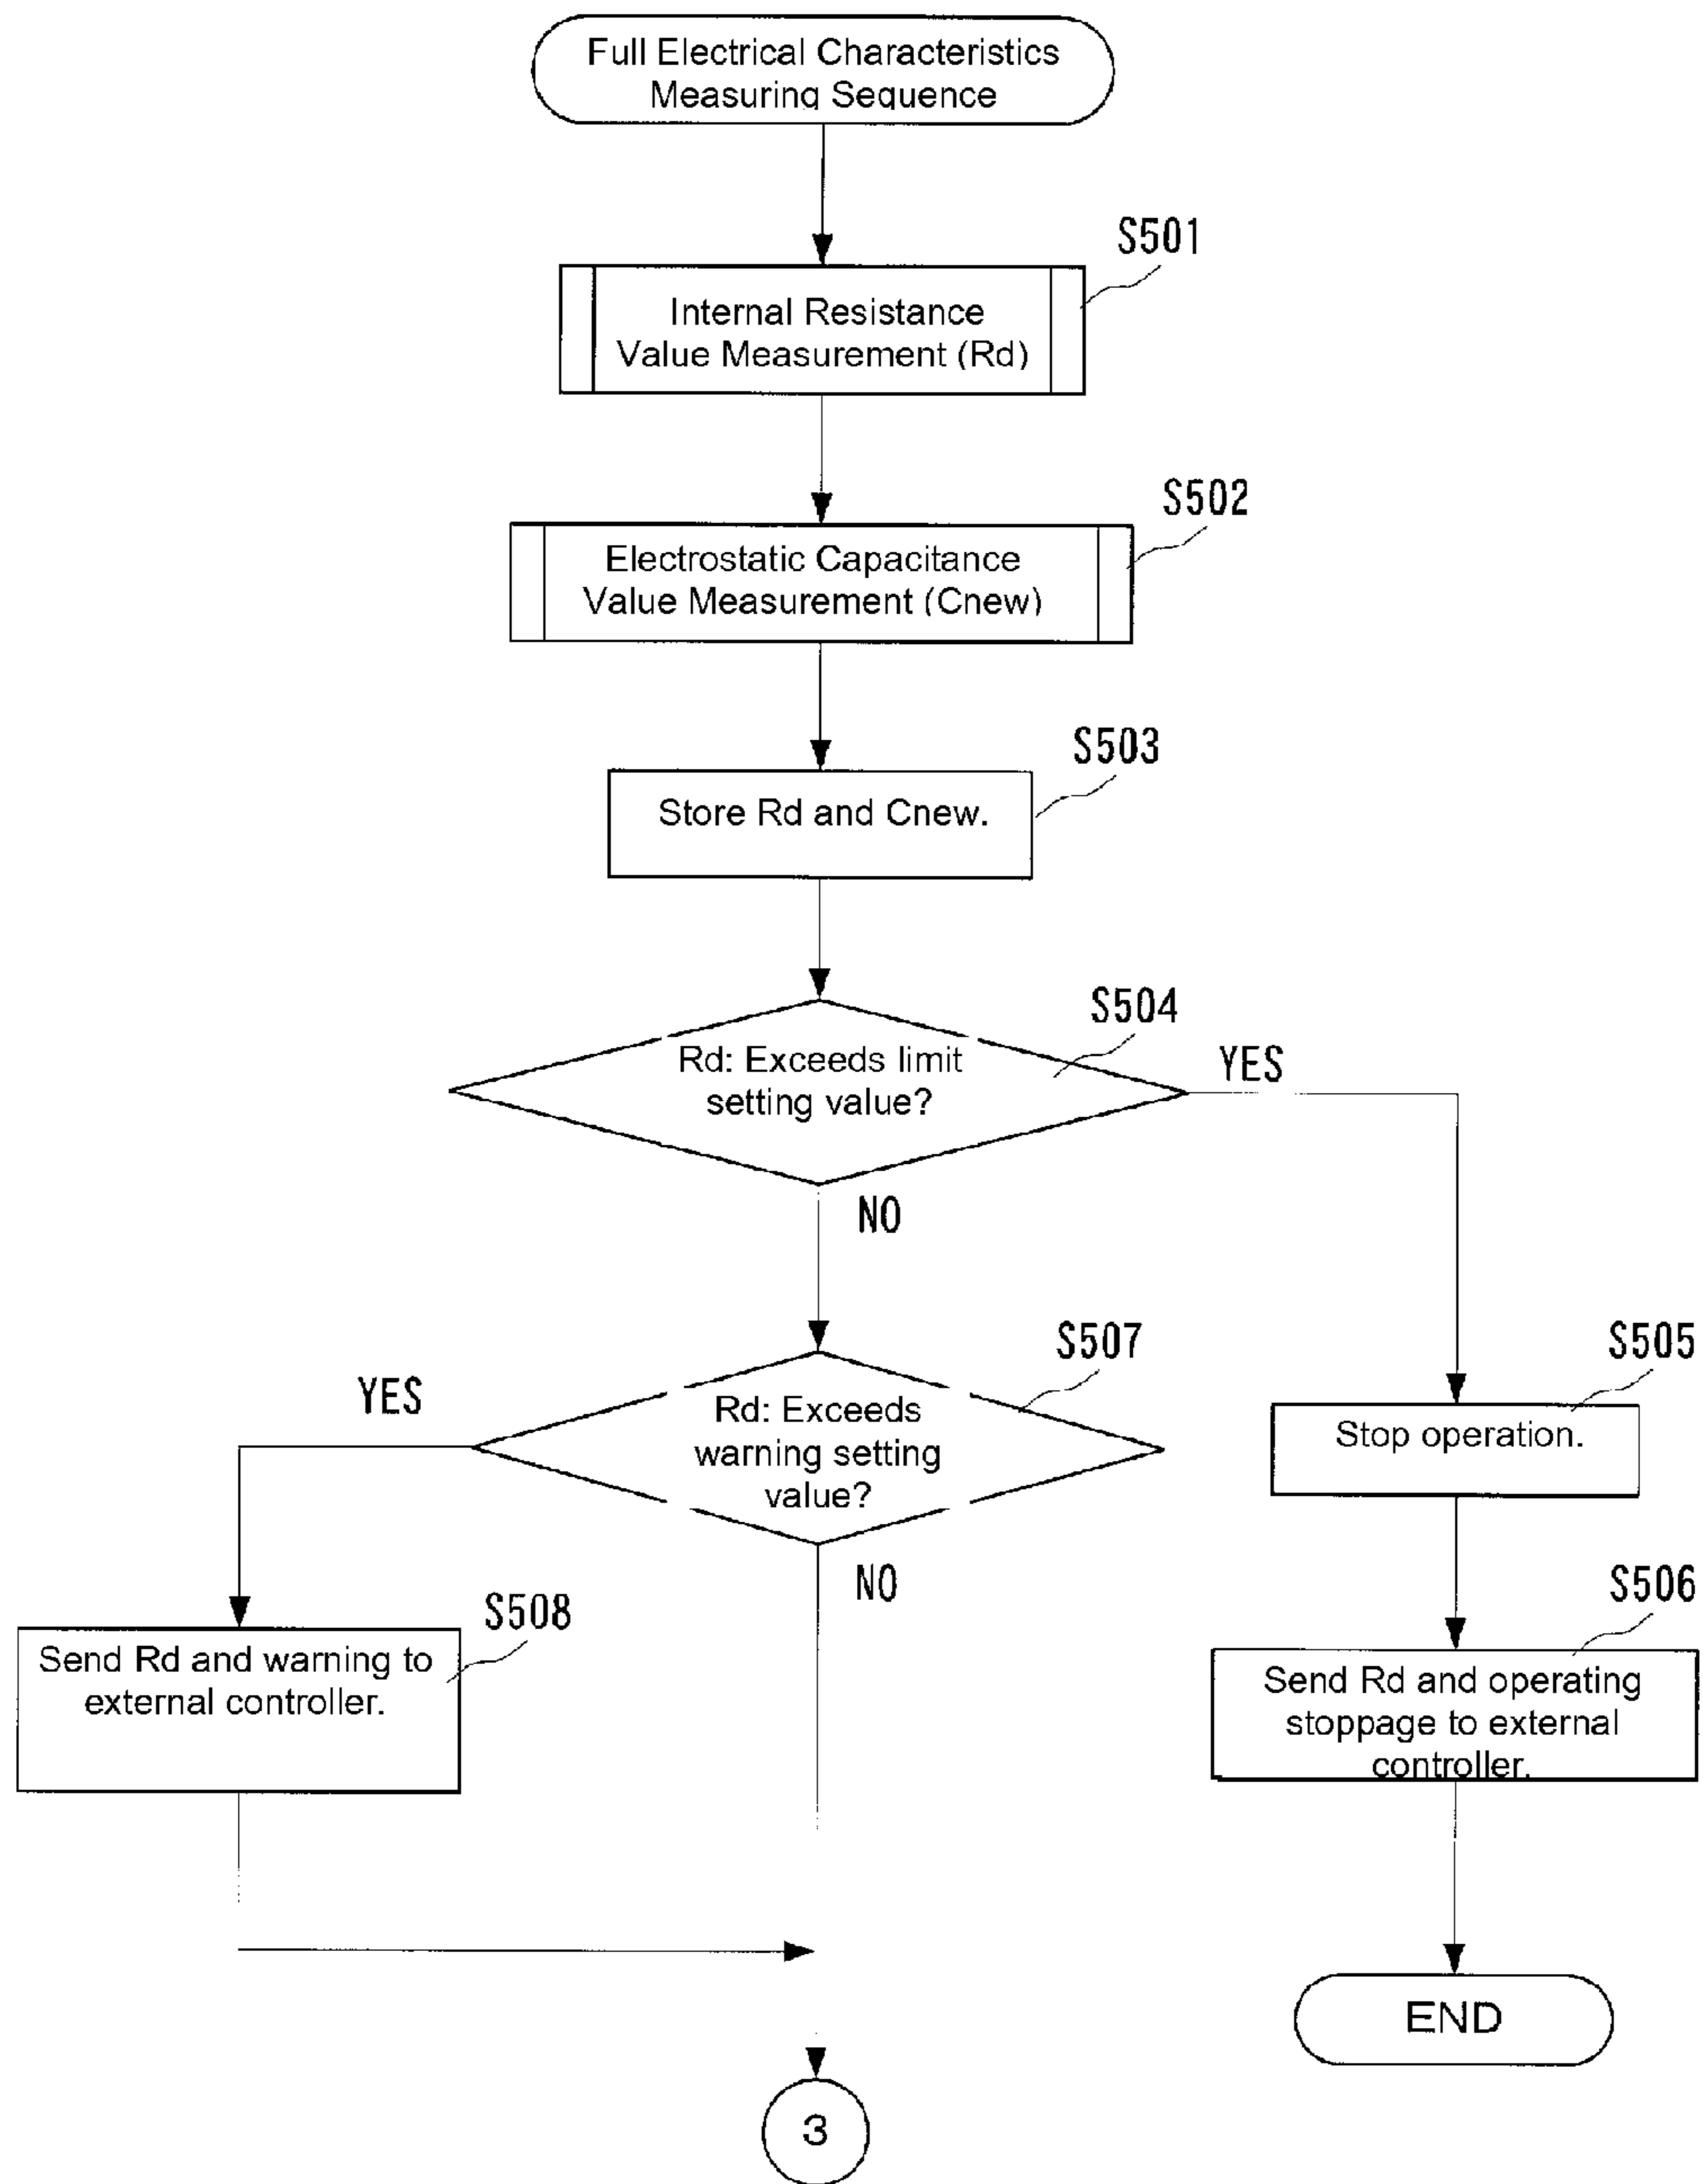 Full Electrical Characteristics
Measuring Sequence
S501
Internal Resistance
Value Measurement (Rd)
S502
Electrostatic Capacitance
Value Measurement (Cnew)
S503
Store Rd and Cnew.
S504
Rd: Exceeds limit
setting value?
YES
NO
S507
Rd: Exceeds
warning setting
value?
YES
NO
S505
Stop operation.
S508
Send Rd and warning to
external controller.
S506
Send Rd and operating
stoppage to external
controller.
END
3